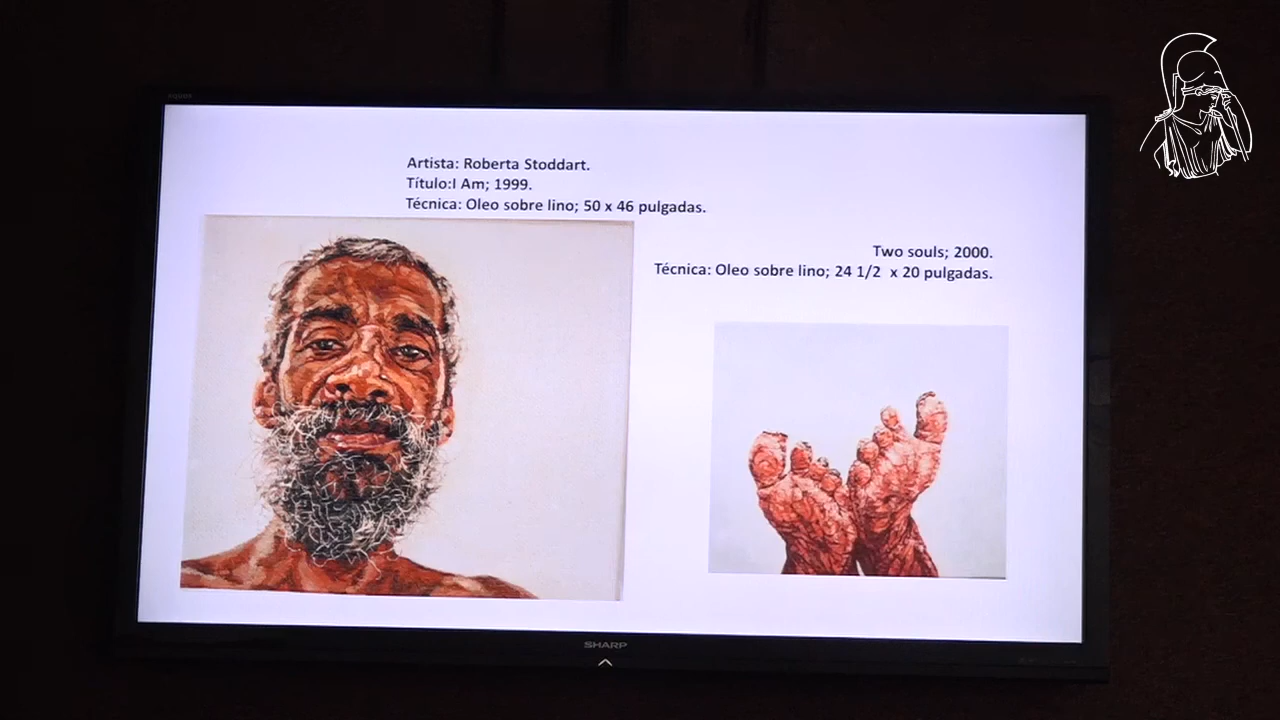 Artista: Roberta Stoddart.
Título:I Am; 1999.
Técnica: Oleo sobre lino; 50 x 46 pulgadas.
Two souls; 2000.
Técnica: Oleo sobre lino; 24 1/2 x 20 pulgadas.
SHARP